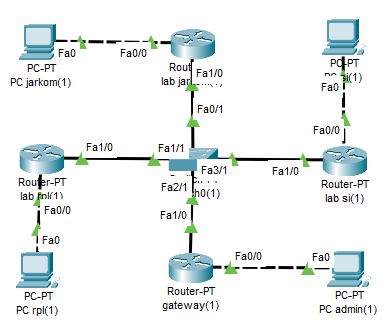 Fa0
Fa0/0
PC-PT
PC jarkom(1)
Fa1/0
Fa0/1
PC-PT
Fa0
Fa0/0
Fa1/0
Fa1/1
Fa3/1
Fa1/0
Router-PT
Router-PT
lab si(1)
Fa0/0
Fa2/1
Fa1/0
Fa0
PC-PT
PC rpl(1)
Fa0/0
Fa0
Router-PT
gateway(1)
PC-PT
PC admin(1)